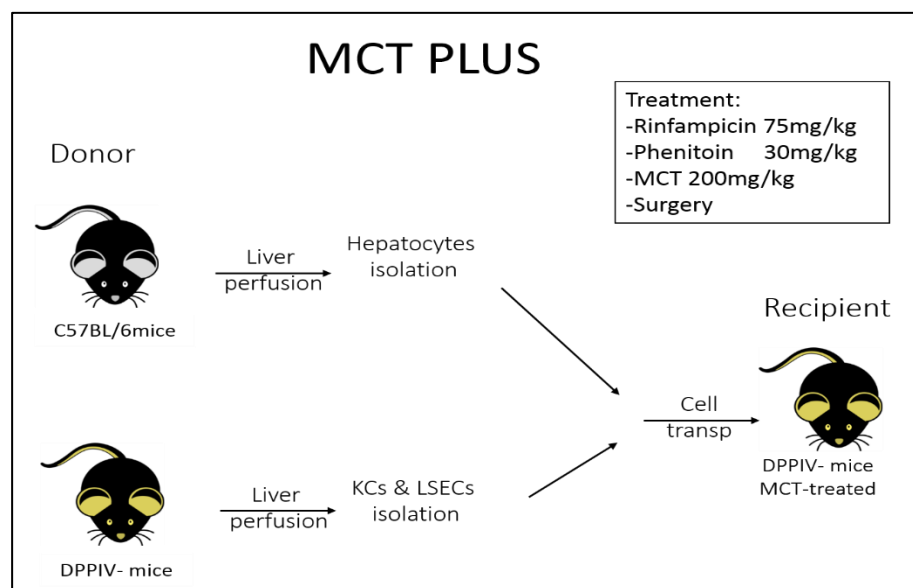 MCT PLUS
Treatment:
-Rinfampicin 75mg/kg
-Phenitoin 30mg/kg
-MCT 200mg/kg
-Surgery
Donor
Liver
perfusion
Hepatocytes
isolation
C57BL/6mice
Recipient
Cell
transp
DPPIV- mice
MCT-treated
Liver
perfusion
KCs & LSECs
isolation
DPPIV- mice